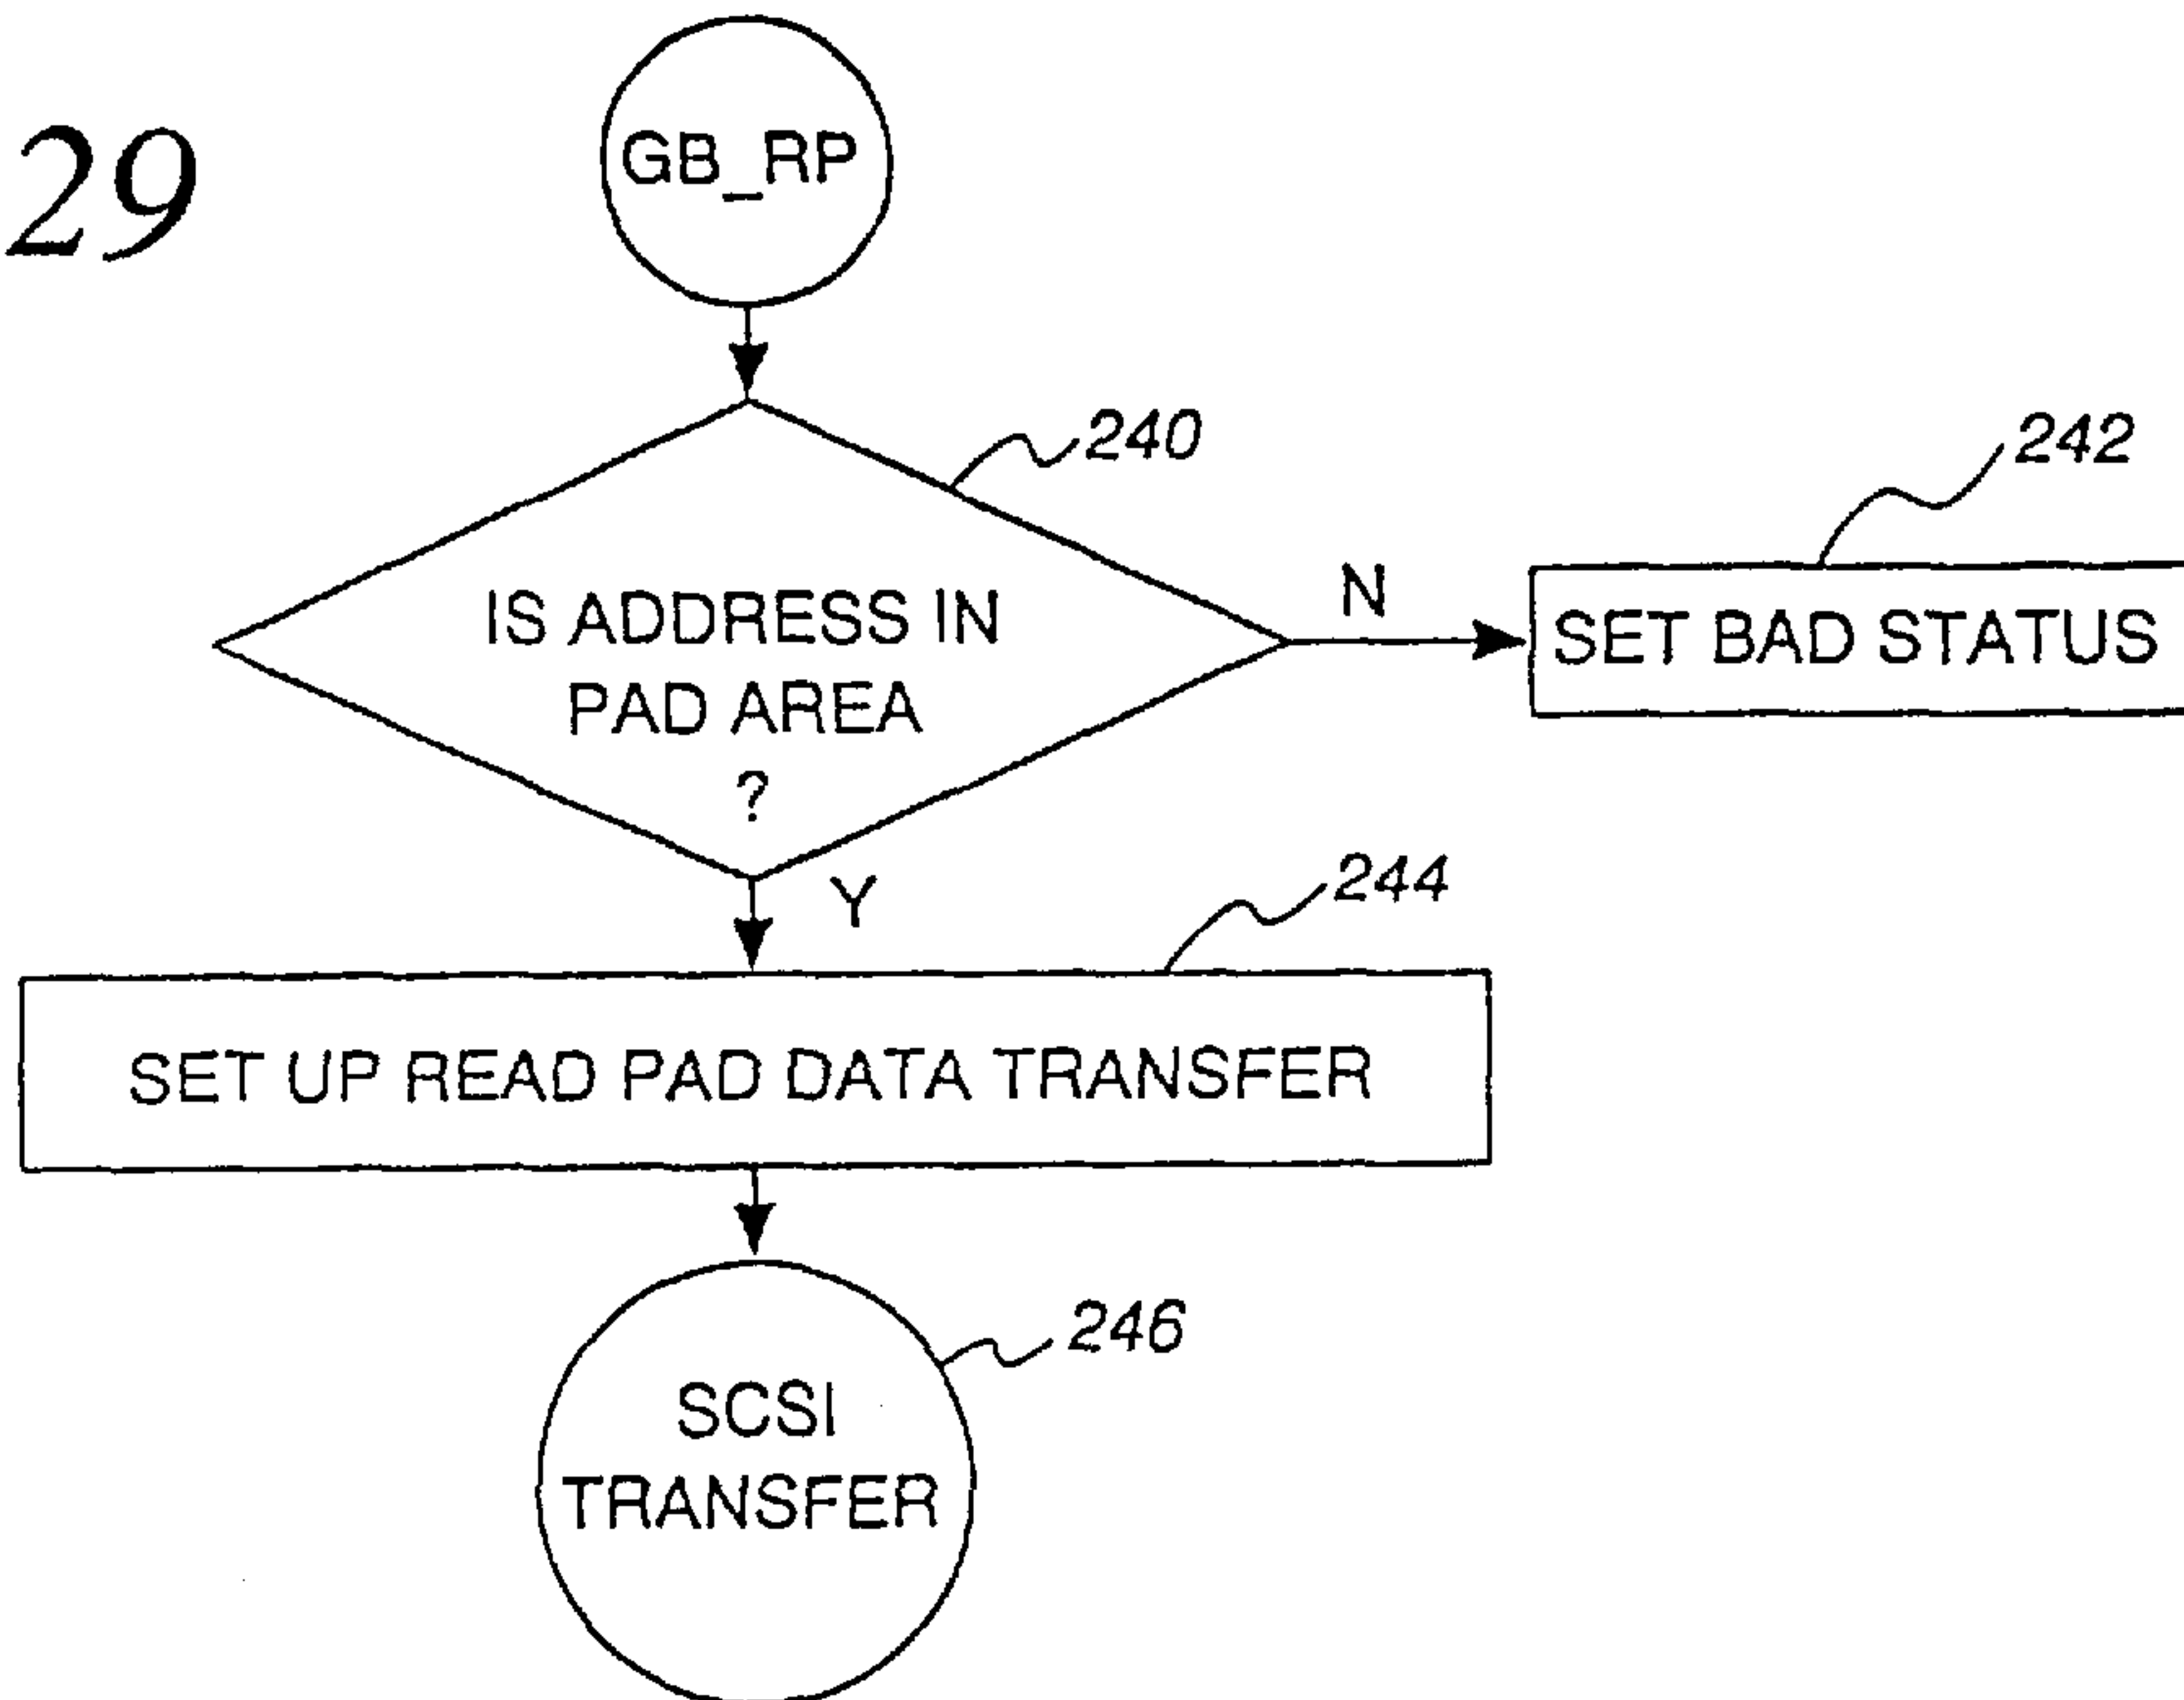 29
GB_RP
240
IS ADDRESS IN
PAD AREA
?
N
242
SET BAD STATUS
Y
244
SET UP READ PAD DATA TRANSFER
246
SCSI
TRANSFER